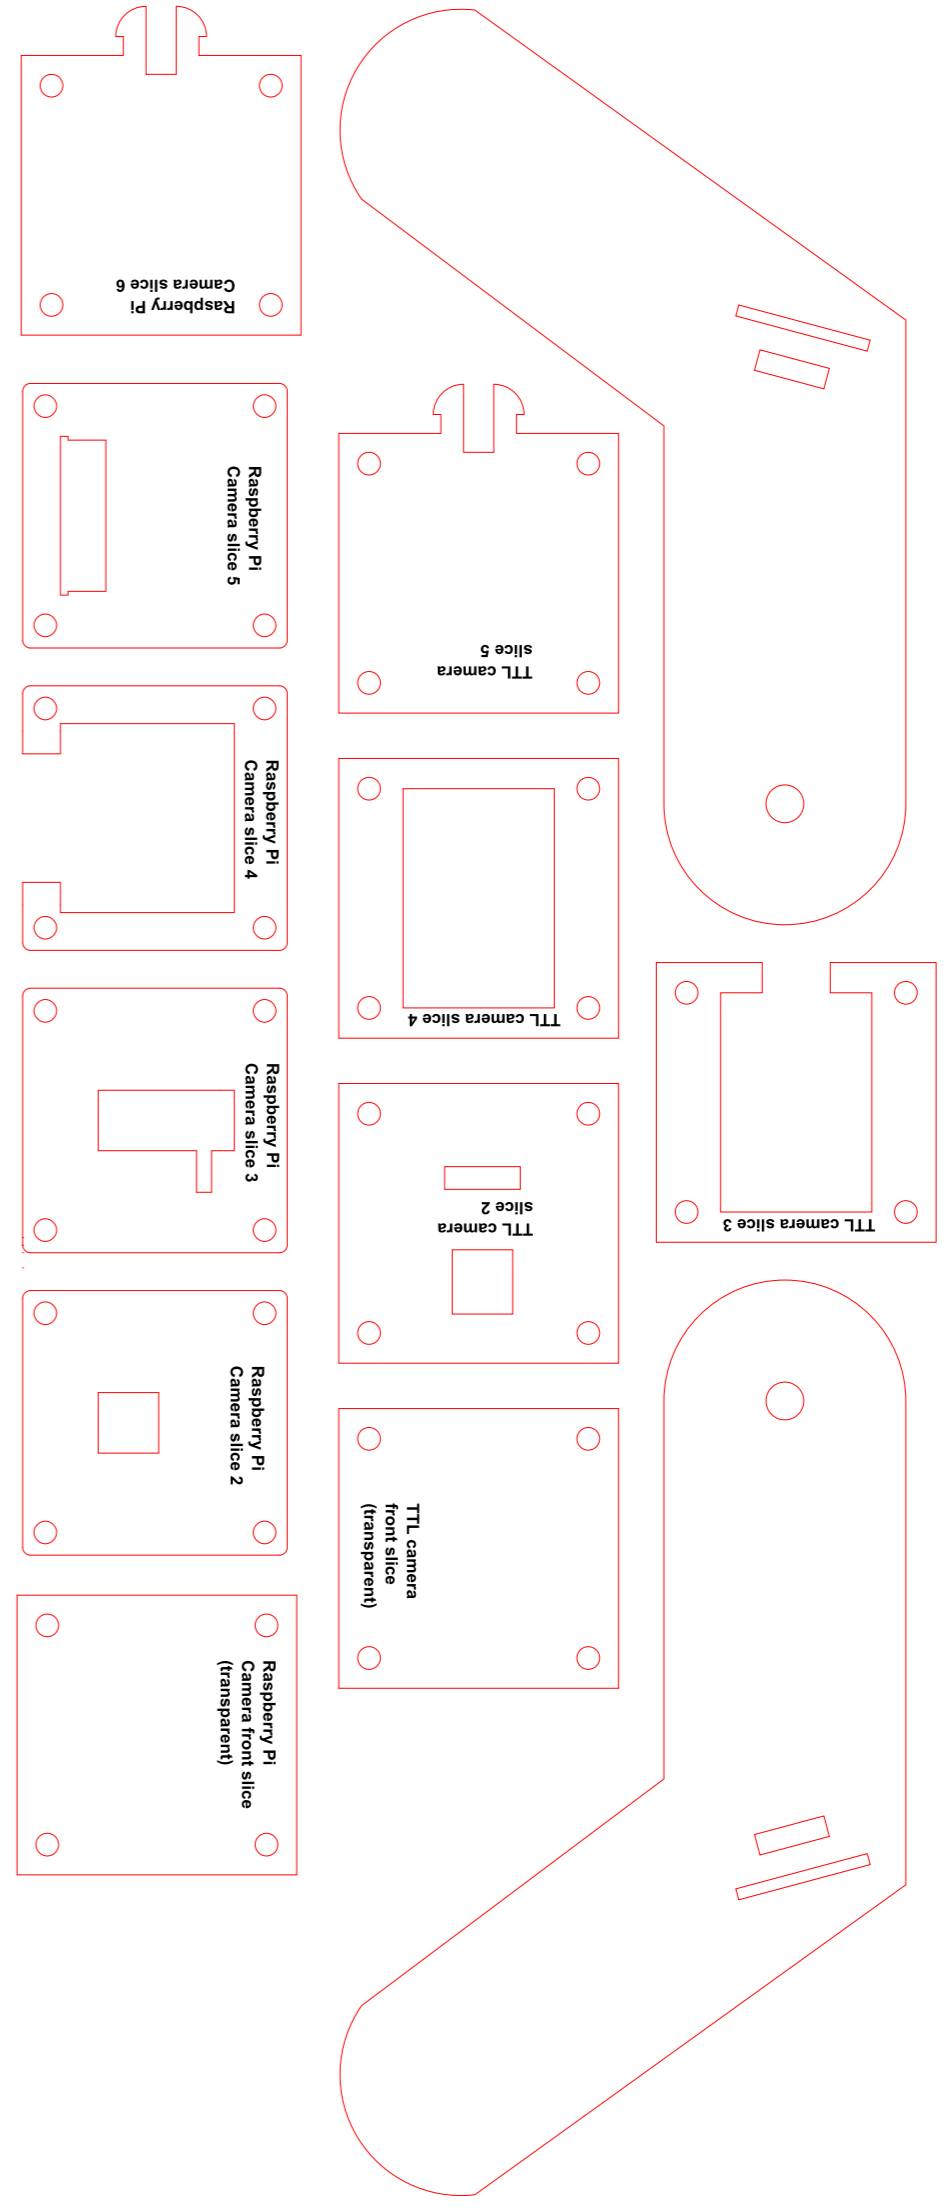 Raspberry Pi
Camera slice 6
Raspberry Pi
Camera slice 5
TTL camera
slice 5
Raspberry Pi
Camera slice 4
TTL camera slice 4
Raspberry Pi
Camera slice 3
TTL camera
slice 2
TTL camera slice 3
Raspberry Pi
Camera slice 2
TTL camera
front slice
(transparent)
Raspberry Pi
Camera front slice
(transparent)